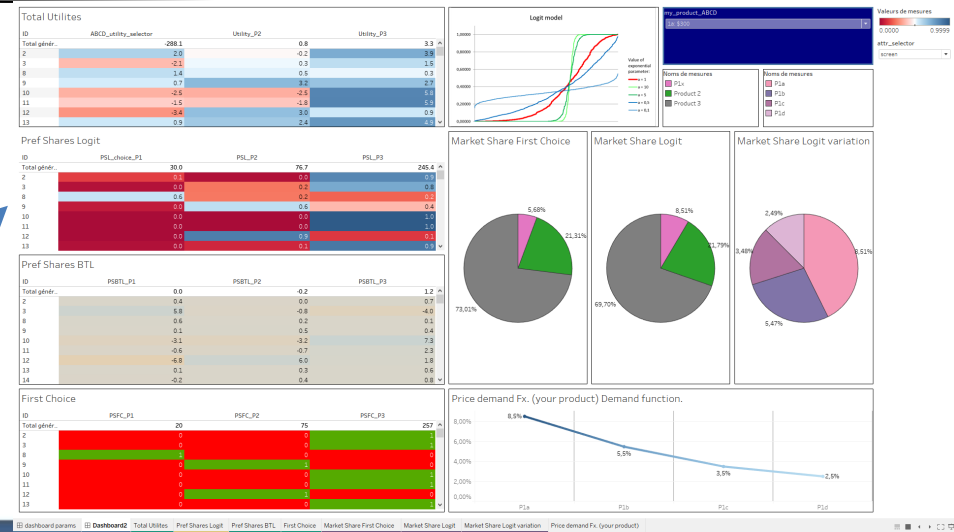 Total Utilites
ID ABCD_utility_selector Utility_P2 Utility_P3
Total génér.. -288.1 0.8 3.3
2 2.0 -0.2 3.9
3 -2.1 0.3 1.5
8 1.4 0.5 0.3
9 0.7 3.2 2.7
10 -2.5 -2.5 5.8
11 -1.5 -1.8 5.9
12 -3.4 3.0 0.9
13 0.9 2.4 4.9
Logit model
1,00000
0,80000
0,60000
0,40000
0,20000
0,00000
Value of
exponential
parameter:
my_product_ABCD
1a $300
Noms de mesures
P1x
Product 2
Product 3
Noms de mesures
P1a
P1b
P1c
P1d
Valeurs de mesures
0.0000 0.9999
attr_selector
screen
Pref Shares Logit
ID PSL_choice_P1 PSL_P2 PSL_P3
Total génér.. 30.0 76.7 245.4
2 0.1 0.0 0.9
3 0.0 0.2 0.8
8 0.6 0.2 0.2
9 0.0 0.6 0.4
10 0.0 0.0 1.0
11 0.0 0.0 1.0
12 0.0 0.9 0.1
13 0.0 0.1 0.9
Pref Shares BTL
ID PSBTL_P1 PSBTL_P2 PSBTL_P3
Total génér.. 0.0 -0.2 1.2
2 0.4 0.0 0.7
3 5.8 -0.8 -4.0
8 0.6 0.2 0.1
9 0.1 0.5 0.4
10 -3.1 -3.2 7.3
11 -0.6 -0.7 2.3
12 -6.8 6.0 1.8
13 0.1 0.3 0.6
14 -0.2 0.4 0.8
First Choice
ID PSFC_P1 PSFC_P2 PSFC_P3
Total génér.. 20 75 257
2 0 0 1
3 0 0 1
8 1 0 0
9 0 1 0
10 0 0 1
11 0 0 1
12 0 1 0
13 0 0 1
Market Share First Choice
5,68%
21,31%
73,01%
Market Share Logit
8,51%
21,79%
69,70%
Market Share Logit variation
2,49%
3,48%
8,51%
5,47%
Price demand Fx. (your product) Demand function.
8,00%
6,00%
4,00%
2,00%
0,00%
8,5%
5,5%
3,5%
2,5%
P1a P1b P1c P1d
dashboard params Dashboard2 Total Utilites Pref Shares Logit Pref Shares BTL First Choice Market Share First Choice Market Share Logit Market Share Logit variation Price demand Fx. (your product)